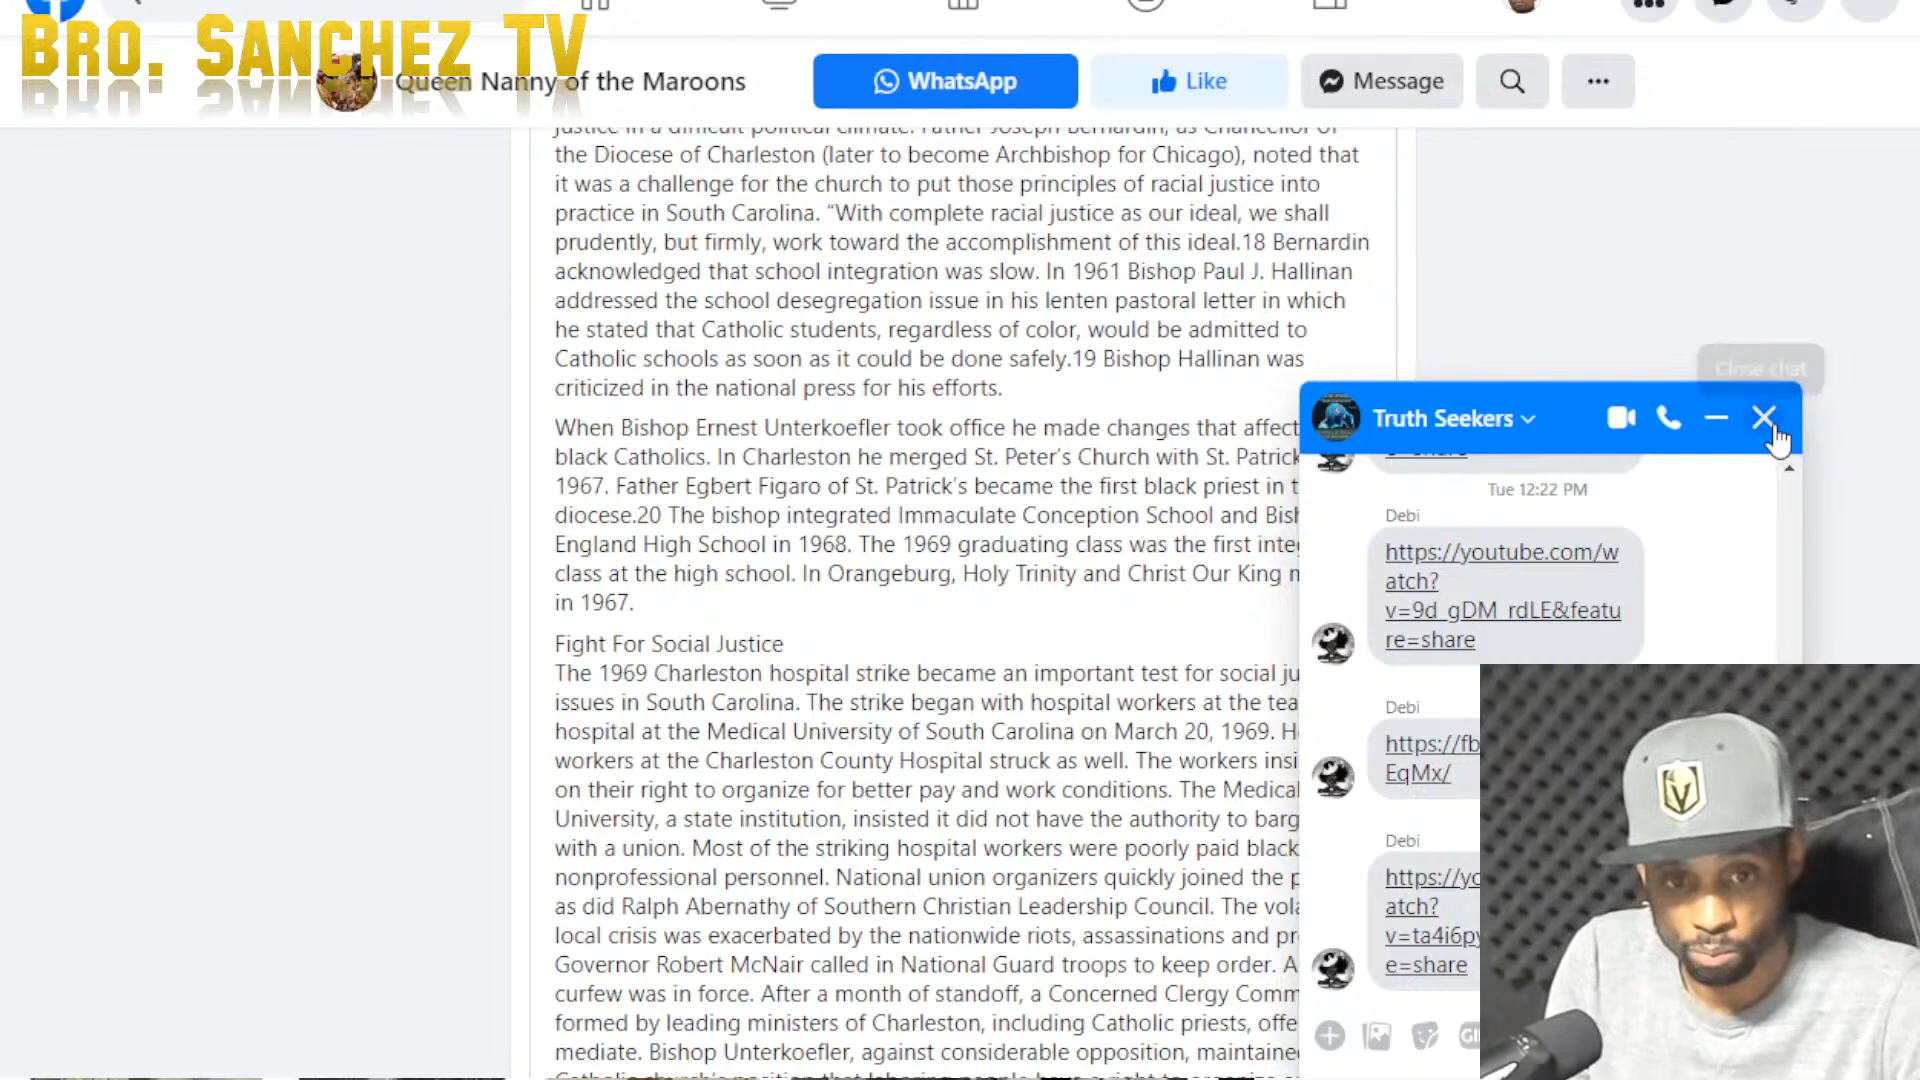 BRO. SANCHEZ TV
Queen Nanny of the Maroons
WhatsApp
Like
Message
justice in a difficult political climate. Father Joseph Bernardin, as Chancellor of
the Diocese of Charleston (later to become Archbishop for Chicago), noted that
it was a challenge for the church to put those principles of racial justice into
practice in South Carolina. “With complete racial justice as our ideal, we shall
prudently, but firmly, work toward the accomplishment of this ideal.18 Bernardin
acknowledged that school integration was slow. In 1961 Bishop Paul J. Hallinan
addressed the school desegregation issue in his lenten pastoral letter in which
he stated that Catholic students, regardless of color, would be admitted to
Catholic schools as soon as it could be done safely.19 Bishop Hallinan was
criticized in the national press for his efforts.
When Bishop Ernest Unterkoefler took office he made changes that affect
black Catholics. In Charleston he merged St. Peter’s Church with St. Patrick
1967. Father Egbert Figaro of St. Patrick’s became the first black priest in t
diocese.20 The bishop integrated Immaculate Conception School and Bish
England High School in 1968. The 1969 graduating class was the first inte
class at the high school. In Orangeburg, Holy Trinity and Christ Our King m
in 1967.
Fight For Social Justice
The 1969 Charleston hospital strike became an important test for social ju
issues in South Carolina. The strike began with hospital workers at the tea
hospital at the Medical University of South Carolina on March 20, 1969. H
workers at the Charleston County Hospital struck as well. The workers insi
on their right to organize for better pay and work conditions. The Medical
University, a state institution, insisted it did not have the authority to barg
with a union. Most of the striking hospital workers were poorly paid black
nonprofessional personnel. National union organizers quickly joined the p
as did Ralph Abernathy of Southern Christian Leadership Council. The vola
local crisis was exacerbated by the nationwide riots, assassinations and pr
Governor Robert McNair called in National Guard troops to keep order. A
curfew was in force. After a month of standoff, a Concerned Clergy Comm
formed by leading ministers of Charleston, including Catholic priests, offe
mediate. Bishop Unterkoefler, against considerable opposition, maintaine
Close chat
Truth Seekers
e=share
Tue 12:22 PM
Debi
https://youtube.com/w
atch?
v=9d_gDM_rdLE&featu
re=share
Debi
https://fb
EqMx/
Debi
https://yo
atch?
v=ta4i6py
e=share
GI